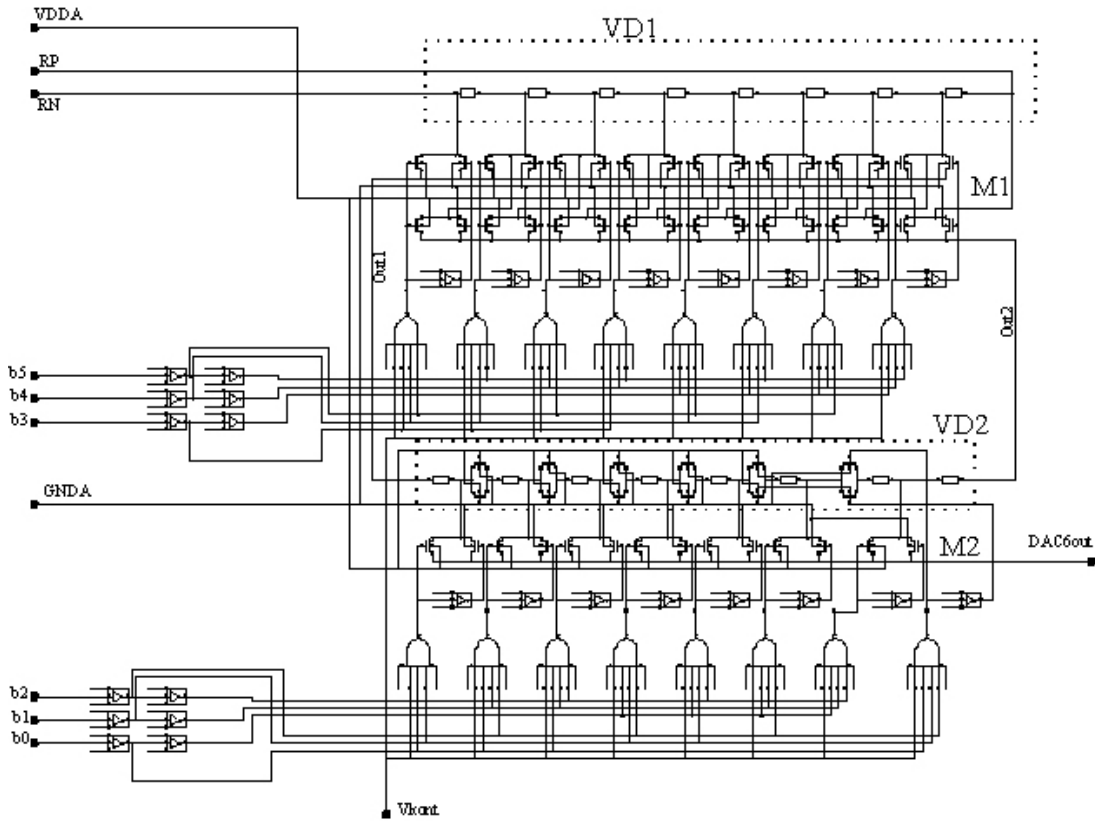 VDDA
VD1
RP
RN
M1
Out1
Out2
b5
b4
b3
VD2
GNDA
M2
DAC6out
b2
b1
b0
Vkont